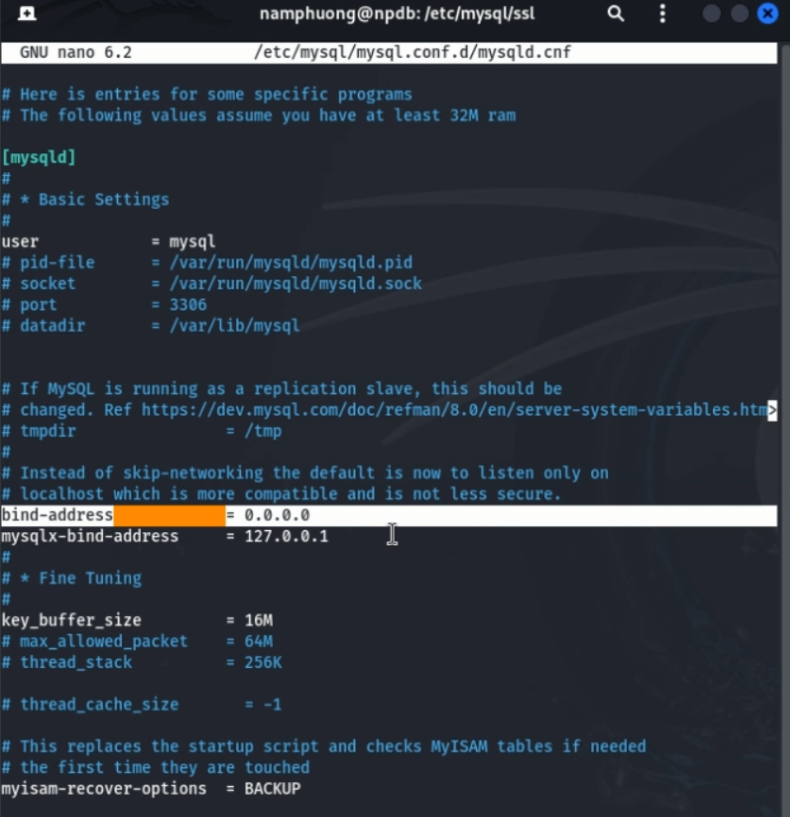 namphuong@npdb: /etc/mysql/ssl
GNU nano 6.2 /etc/mysql/mysql.conf.d/mysqld.cnf
# Here is entries for some specific programs
# The following values assume you have at least 32M ram
[mysqld]
#
# * Basic Settings
#
user = mysql
# pid-file = /var/run/mysqld/mysqld.pid
# socket = /var/run/mysqld/mysqld.sock
# port = 3306
# datadir = /var/lib/mysql
# If MySQL is running as a replication slave, this should be
# changed. Ref https://dev.mysql.com/doc/refman/8.0/en/server-system-variables.htm>
# tmpdir = /tmp
#
# Instead of skip-networking the default is now to listen only on
# localhost which is more compatible and is not less secure.
bind-address = 0.0.0.0
mysqlx-bind-address = 127.0.0.1
#
# * Fine Tuning
#
key_buffer_size = 16M
# max_allowed_packet = 64M
# thread_stack = 256K
# thread_cache_size = -1
# This replaces the startup script and checks MyISAM tables if needed
# the first time they are touched
myisam-recover-options = BACKUP